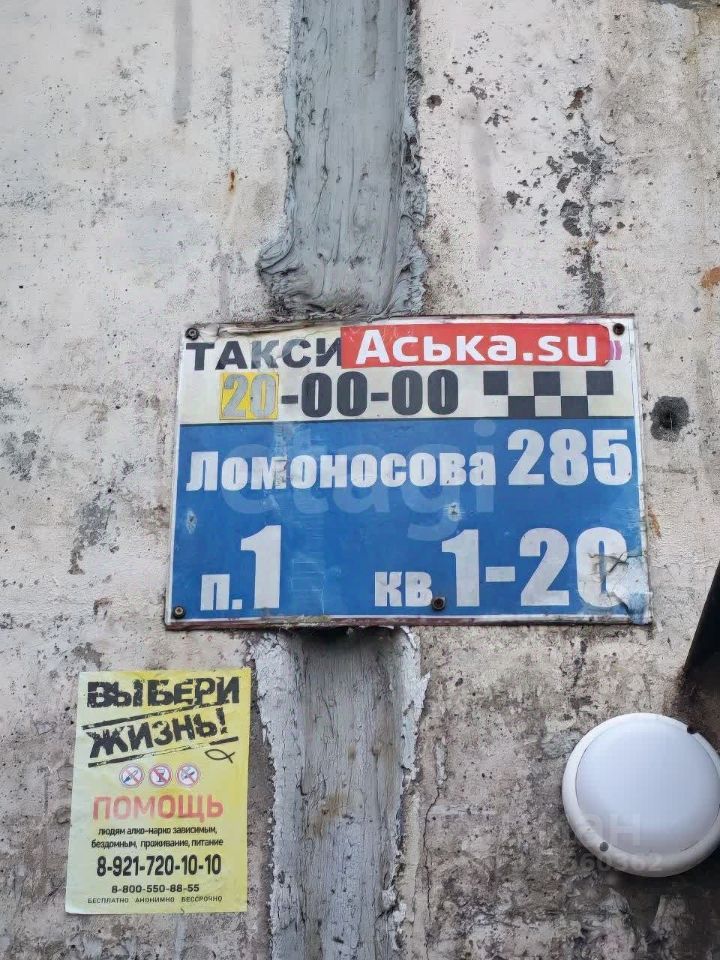 ТАКСИ Аська.su
20-00-00
Ломоносова 285
п.1 кв.1-20
ВЫБЕРИ
ЖИЗНЬ!
ПОМОЩЬ
людям алко-нарко зависимым,
бездомным, проживание, питание
8-921-720-10-10
8-800-550-88-55
БЕСПЛАТНО АНОНИМНО БЕССРОЧНО
etagi